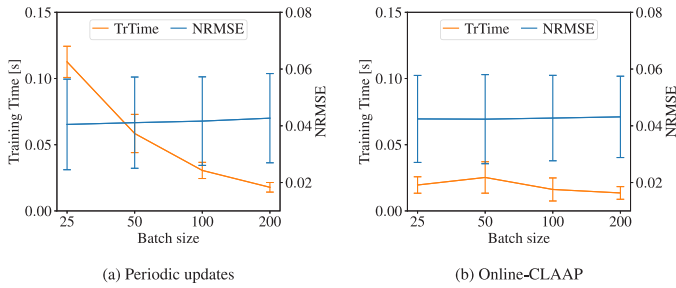 TrTime NRMSE
0.15
0.10
0.05
0.00
Training Time [s]
0.08
0.06
0.04
0.02
NRMSE
25 50 100 200
Batch size
(a) Periodic updates
TrTime NRMSE
0.15
0.10
0.05
0.00
Training Time [s]
0.08
0.06
0.04
0.02
NRMSE
25 50 100 200
Batch size
(b) Online-CLAAP